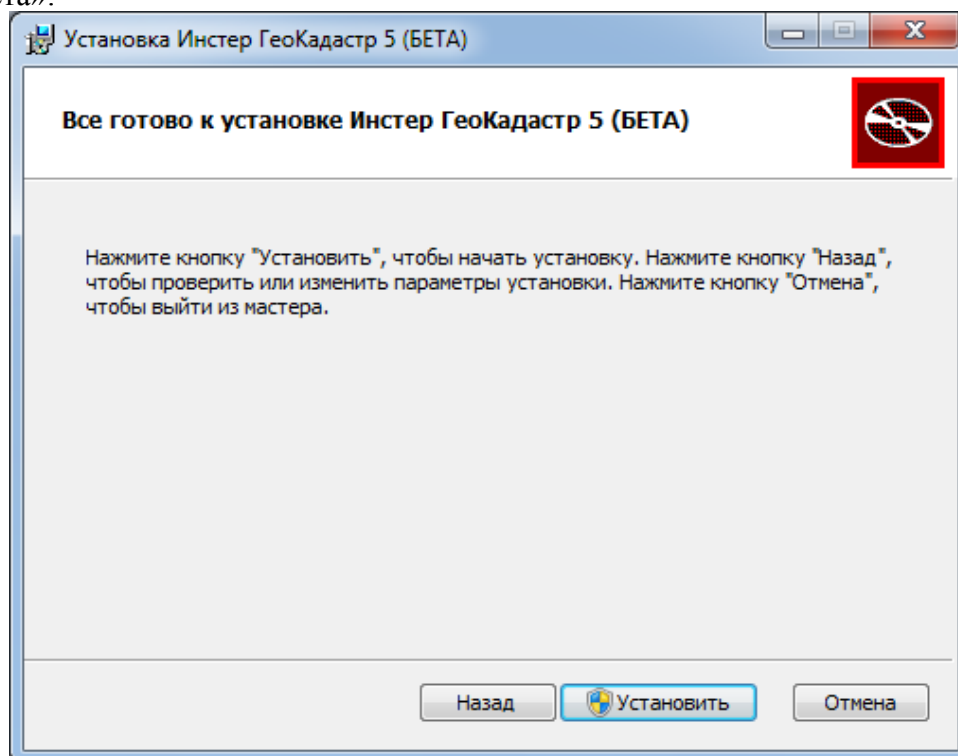 Установка Инстер ГеоКадастр 5 (БЕТА)
Все готово к установке Инстер ГеоКадастр 5 (БЕТА)
Нажмите кнопку "Установить", чтобы начать установку. Нажмите кнопку "Назад",
чтобы проверить или изменить параметры установки. Нажмите кнопку "Отмена",
чтобы выйти из мастера.
Назад Установить Отмена